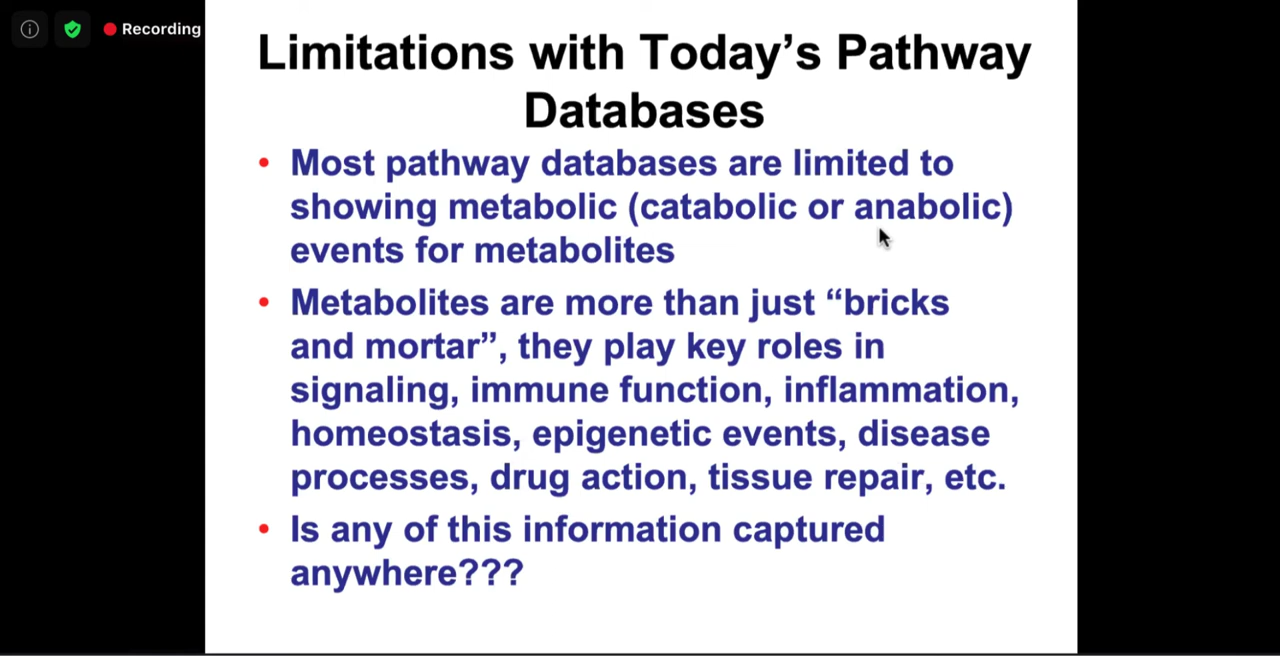 Recording
Limitations with Today’s Pathway
Databases
• Most pathway databases are limited to
showing metabolic (catabolic or anabolic)
events for metabolites
• Metabolites are more than just “bricks
and mortar”, they play key roles in
signaling, immune function, inflammation,
homeostasis, epigenetic events, disease
processes, drug action, tissue repair, etc.
• Is any of this information captured
anywhere???